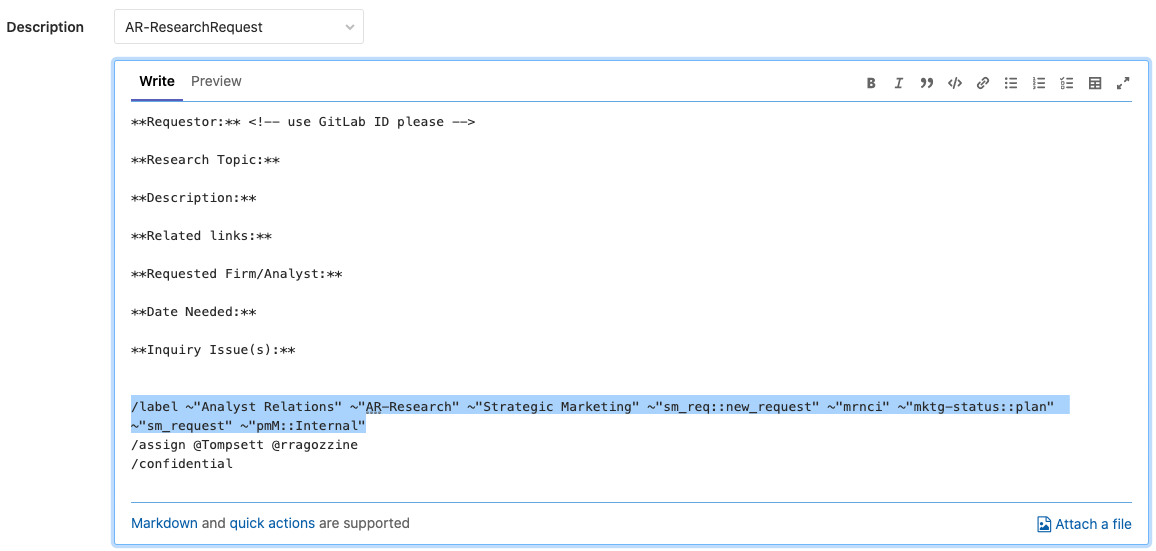 Description
AR-ResearchRequest
Write Preview
**Requestor:** <!-- use GitLab ID please -->
**Research Topic:**
**Description:**
**Related links:**
**Requested Firm/Analyst:**
**Date Needed:**
**Inquiry Issue(s):**
/label ~"Analyst Relations" ~"AR-Research" ~"Strategic Marketing" ~"sm_req::new_request" ~"mrnci" ~"mktg-status::plan"
~"sm_request" ~"pmM::Internal"
/assign @Tompsett @rragozzine
/confidential
Markdown and quick actions are supported
Attach a file